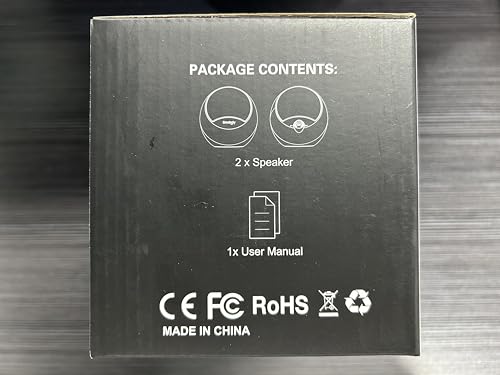 PACKAGE CONTENTS:
2 x Speaker
1x User Manual
CE FC RoHS
MADE IN CHINA